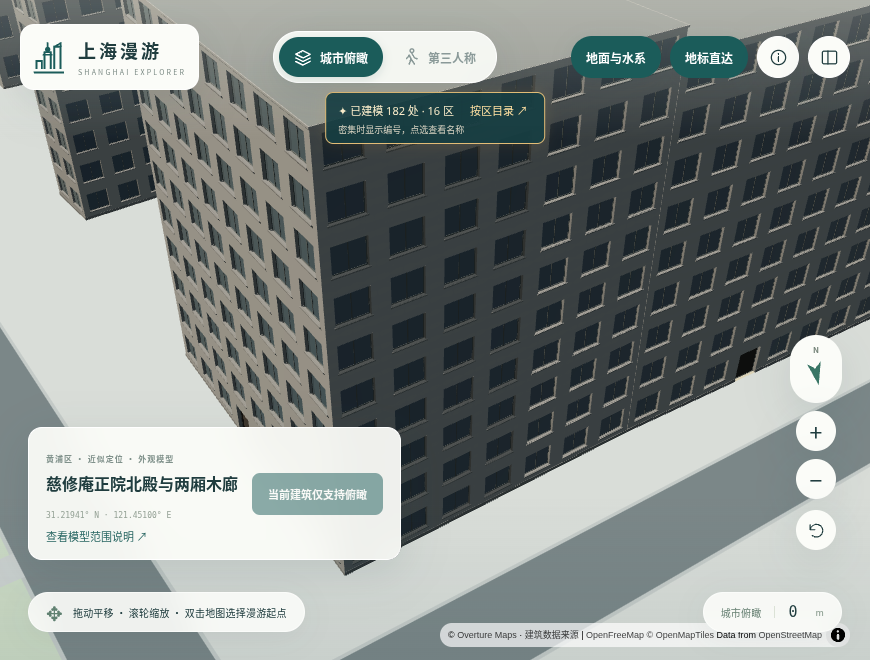 上海漫游
SHANGHAI EXPLORER
城市俯瞰
第三人称
地面与水系
地标直达
✦ 已建模 182 处 · 16 区 按区目录 ↗
密集时显示编号，点选查看名称
N
+
−
黄浦区 · 近似定位 · 外观模型
慈修庵正院北殿与两厢木廊
当前建筑仅支持俯瞰
31.21941° N · 121.45100° E
查看模型范围说明 ↗
拖动平移 · 滚轮缩放 · 双击地图选择漫游起点
城市俯瞰 0 m
© Overture Maps · 建筑数据来源 | OpenFreeMap © OpenMapTiles Data from OpenStreetMap